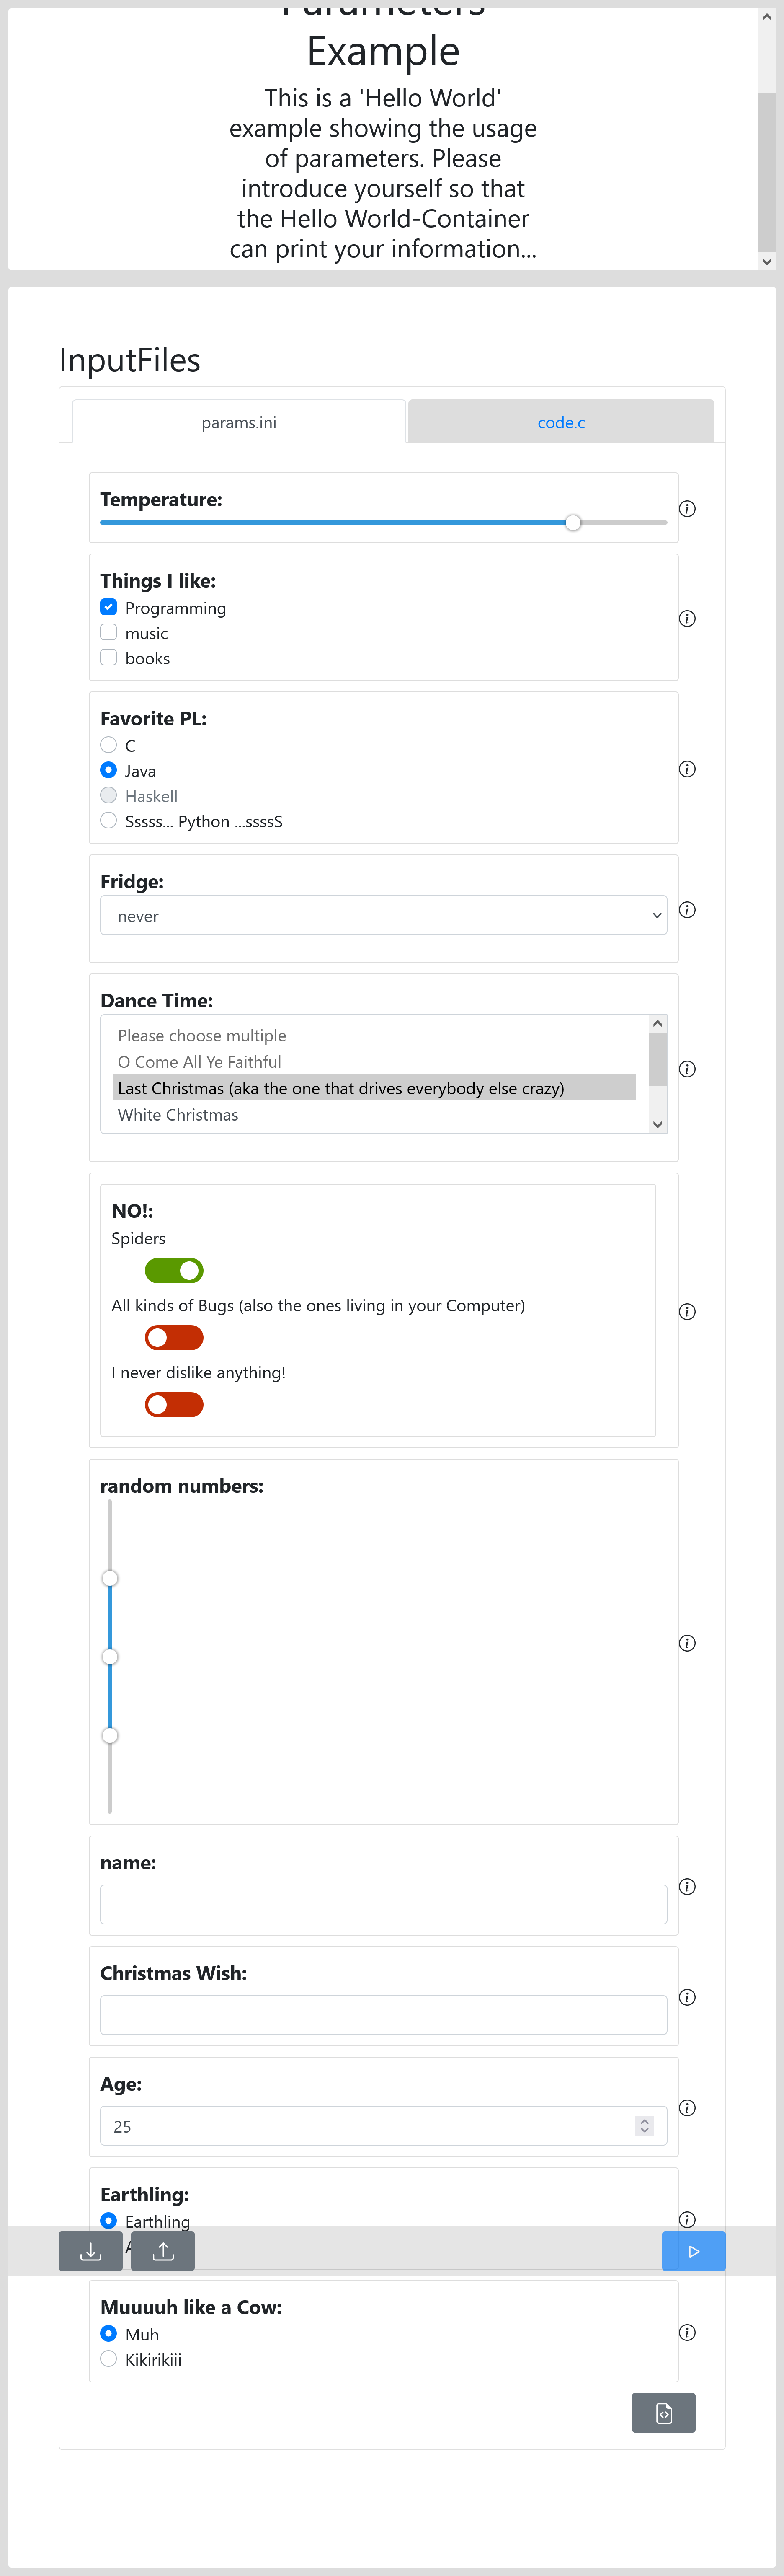 Parameters
Example
This is a 'Hello World'
example showing the usage
of parameters. Please
introduce yourself so that
the Hello World-Container
can print your information...
InputFiles
params.ini
code.c
Temperature:
Things I like:
Programming
music
books
Favorite PL:
C
Java
Haskell
Sssss... Python ...ssssS
Fridge:
never
Dance Time:
Please choose multiple
O Come All Ye Faithful
Last Christmas (aka the one that drives everybody else crazy)
White Christmas
NO!:
Spiders
All kinds of Bugs (also the ones living in your Computer)
I never dislike anything!
random numbers:
name:
Christmas Wish:
Age:
25
Earthling:
Earthling
Muuuuh like a Cow:
Muh
Kikirikiii